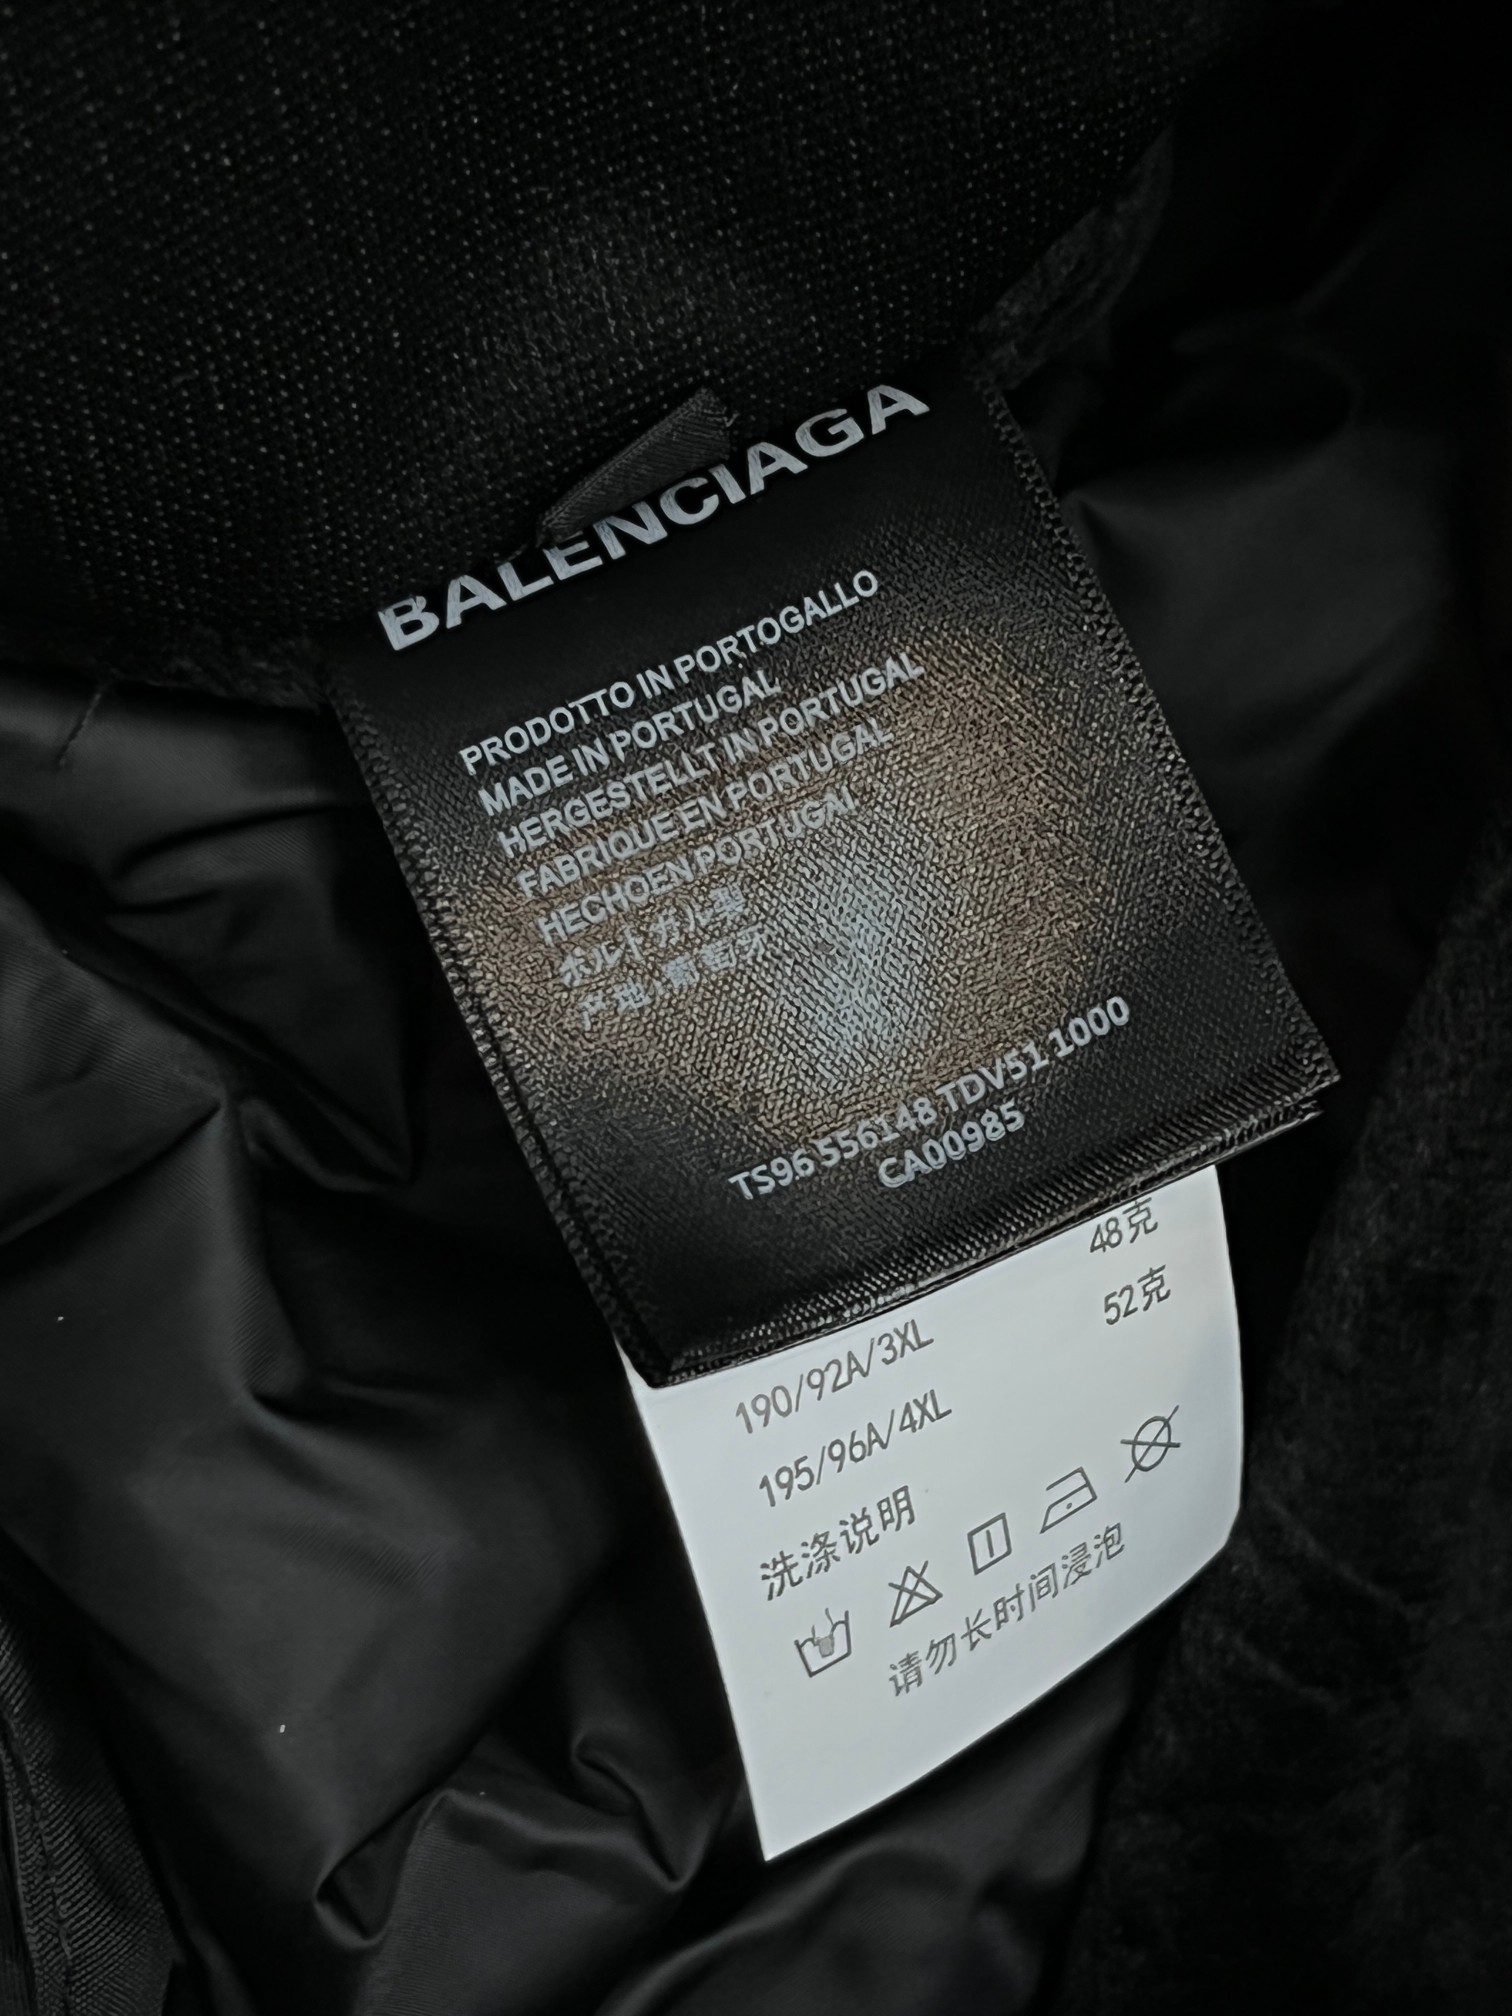 BALENCIAGA
PRODOTTO IN PORTOGALLO
MADE IN PORTUGAL
HERGESTELLT IN PORTUGAL
FABRIQUE EN PORTUGAL
HECHOEN PORTUGAL
ポルトガル製
产地:葡萄牙
TS96 556148 TDV51 1000
CA00985
48克
52克
190/92A/3XL
195/96A/4XL
洗涤说明
请勿长时间浸泡